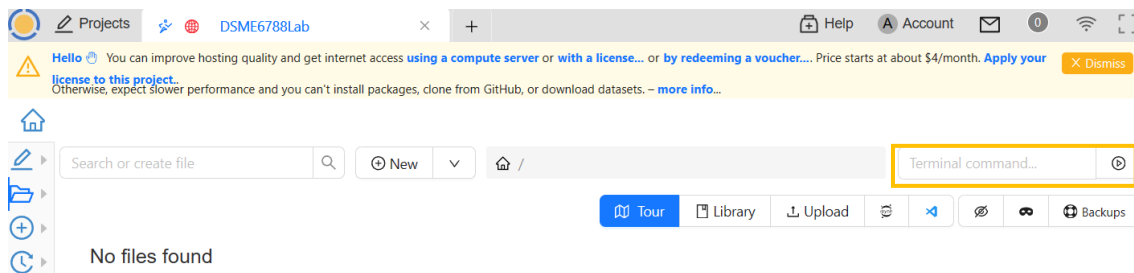 Projects
DSME6788Lab
Help
A Account
0
Hello You can improve hosting quality and get internet access using a compute server or with a license... or by redeeming a voucher.... Price starts at about $4/month. Apply your
license to this project..
X Dismiss
Otherwise, expect slower performance and you can't install packages, clone from GitHub, or download datasets. – more info...
Search or create file
New
/
Terminal command...
Tour
Library
Upload
Backups
No files found